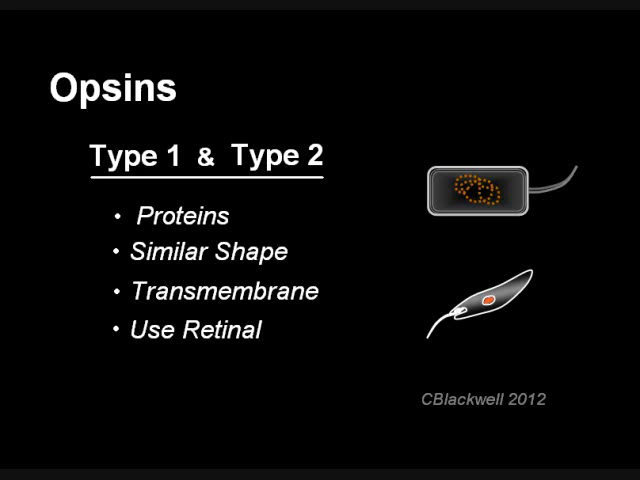 Opsins
Type 1 & Type 2
• Proteins
• Similar Shape
• Transmembrane
• Use Retinal
CBlackwell 2012